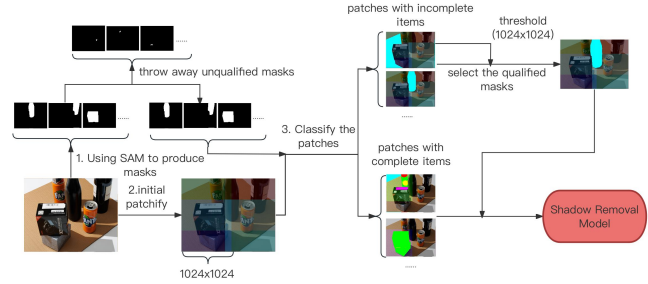 patches with incomplete
items
threshold
(1024x1024)
throw away unqualified masks
select the qualified
masks
......
......
......
......
3. Classify the
patches
patches with
complete items
1. Using SAM to produce
masks
2.initial
patchify
Shadow Removal
Model
1024x1024
......